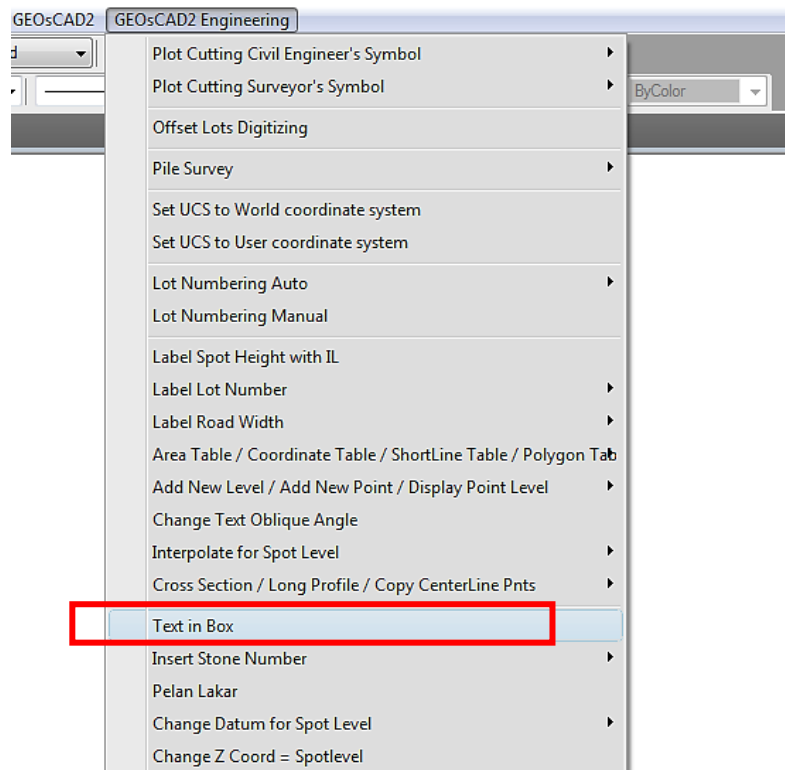 GEOsCAD2 GEOsCAD2 Engineering
Plot Cutting Civil Engineer's Symbol
Plot Cutting Surveyor's Symbol
ByColor
Offset Lots Digitizing
Pile Survey
Set UCS to World coordinate system
Set UCS to User coordinate system
Lot Numbering Auto
Lot Numbering Manual
Label Spot Height with IL
Label Lot Number
Label Road Width
Area Table / Coordinate Table / ShortLine Table / Polygon Tab
Add New Level / Add New Point / Display Point Level
Change Text Oblique Angle
Interpolate for Spot Level
Cross Section / Long Profile / Copy CenterLine Pnts
Text in Box
Insert Stone Number
Pelan Lakar
Change Datum for Spot Level
Change Z Coord = Spotlevel